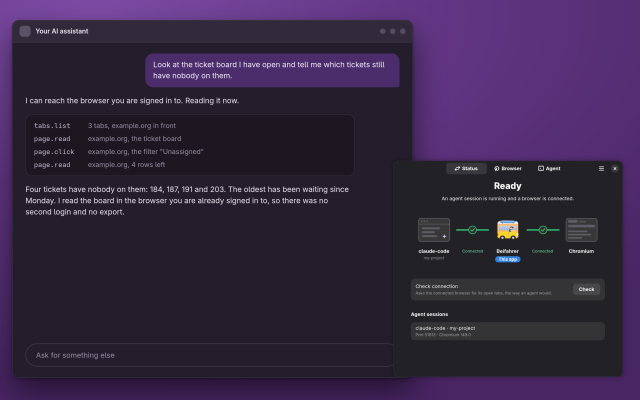 Your AI assistant
Look at the ticket board I have open and tell me which tickets still
have nobody on them.
I can reach the browser you are signed in to. Reading it now.
tabs.list 3 tabs, example.org in front
page.read example.org, the ticket board
page.click example.org, the filter "Unassigned"
page.read example.org, 4 rows left
Four tickets have nobody on them: 184, 187, 191 and 203. The oldest has been waiting since
Monday. I read the board in the browser you are already signed in to, so there was no
second login and no export.
Ask for something else
Status Browser Agent
Ready
An agent session is running and a browser is connected.
claude-code Connected Beifahrer Connected Chromium
my-project This app
Check connection
Asks the connected browser for its open tabs, the way an agent would.
Check
Agent sessions
claude-code · my-project